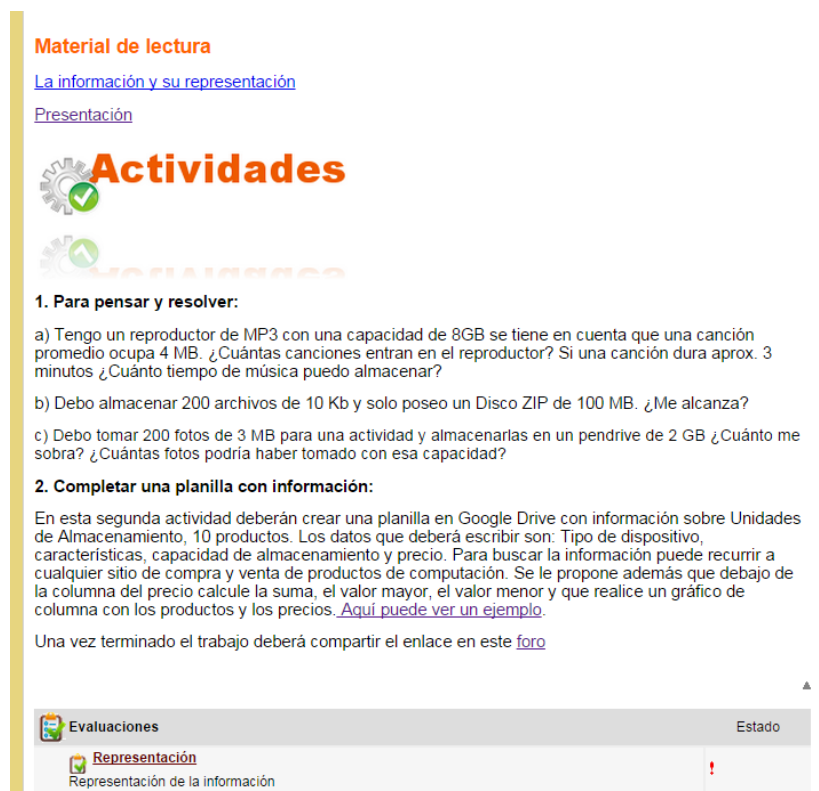 Material de lectura
La información y su representación
Presentación
Actividades
1. Para pensar y resolver:
a) Tengo un reproductor de MP3 con una capacidad de 8GB se tiene en cuenta que una canción
promedio ocupa 4 MB. ¿Cuántas canciones entran en el reproductor? Si una canción dura aprox. 3
minutos ¿Cuánto tiempo de música puedo almacenar?
b) Debo almacenar 200 archivos de 10 Kb y solo poseo un Disco ZIP de 100 MB. ¿Me alcanza?
c) Debo tomar 200 fotos de 3 MB para una actividad y almacenarlas en un pendrive de 2 GB ¿Cuánto me
sobra? ¿Cuántas fotos podría haber tomado con esa capacidad?
2. Completar una planilla con información:
En esta segunda actividad deberán crear una planilla en Google Drive con información sobre Unidades
de Almacenamiento, 10 productos. Los datos que deberá escribir son: Tipo de dispositivo,
características, capacidad de almacenamiento y precio. Para buscar la información puede recurrir a
cualquier sitio de compra y venta de productos de computación. Se le propone además que debajo de
la columna del precio calcule la suma, el valor mayor, el valor menor y que realice un gráfico de
columna con los productos y los precios. Aquí puede ver un ejemplo.
Una vez terminado el trabajo deberá compartir el enlace en este foro
Evaluaciones Estado
Representación
Representación de la información